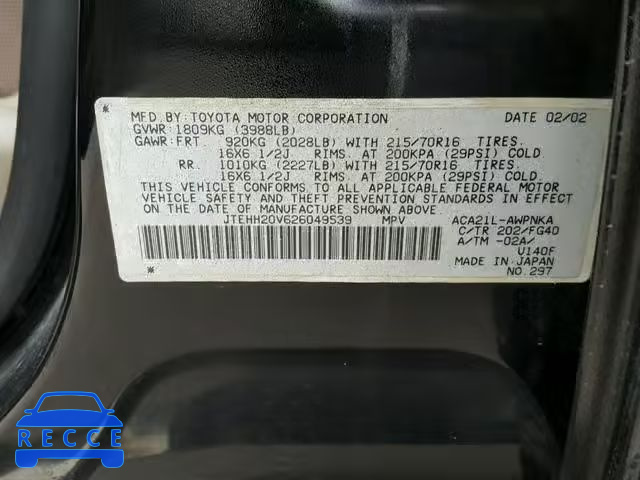 MFD.BY:TOYOTA MOTOR CORPORATION DATE 02/02
GVWR:1809KG (3988LB)
GAWR:FRT 920KG (2028LB) WITH 215/70R16 TIRES.
16X6 1/2J RIMS. AT 200KPA (29PSI) COLD
RR. 1010KG (2227LB) WITH 215/70R16 TIRES.
16X6 1/2J RIMS. AT 200KPA (29PSI) COLD
THIS VEHICLE CONFORMS TO ALL APPLICABLE FEDERAL MOTOR
VEHICLE SAFETY AND THEFT PREVENTION STANDARDS IN EFFECT
ON THE DATE OF MANUFACTURE SHOWN ABOVE.
JTEHH20V626049539 MPV ACA21L-AWPNKA
C/TR 202/FG40
A/TM -02A/
U140F
MADE IN JAPAN
NO.297
RECCE